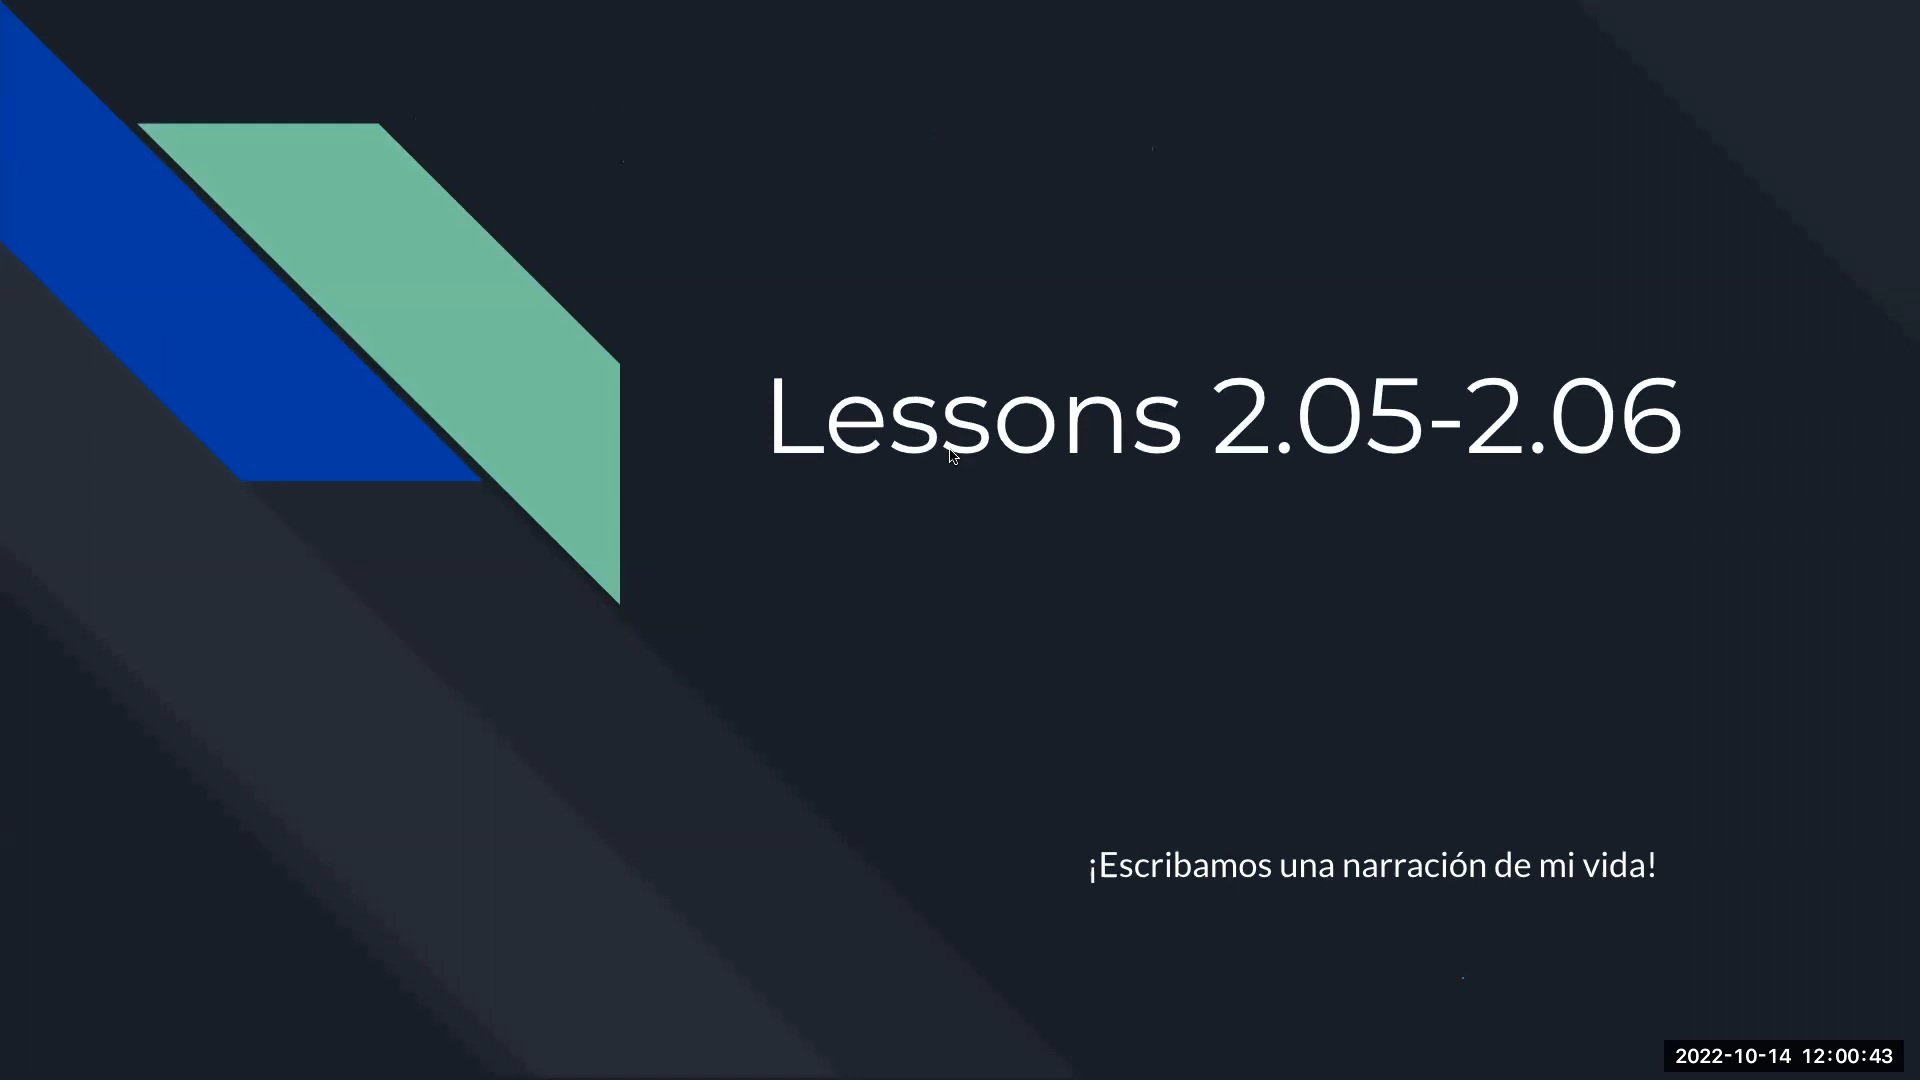 Lessons 2.05-2.06
¡Escribamos una narración de mi vida!
2022-10-14 12:00:43